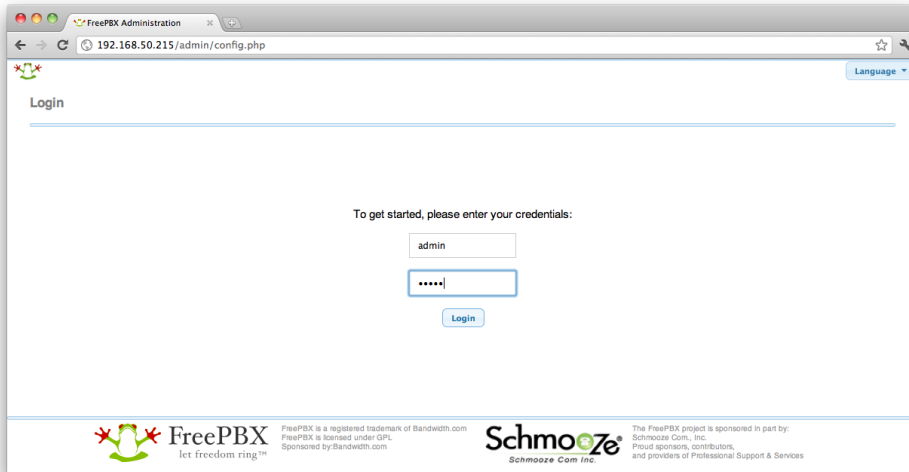 FreePBX Administration
192.168.50.215/admin/config.php
Language
Login
To get started, please enter your credentials:
admin
•••••
Login
FreePBX
let freedom ring™
FreePBX is a registered trademark of Bandwidth.com
FreePBX is licensed under GPL
Sponsored by:Bandwidth.com
Schmooze®
Schmooze Com Inc.
The FreePBX project is sponsored in part by:
Schmooze Com., Inc.
Proud sponsors, contributors,
and providers of Professional Support & Services